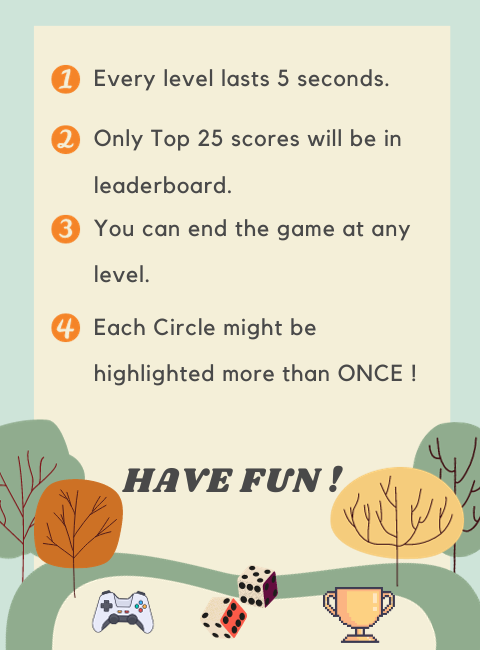 1 Every level lasts 5 seconds.
2 Only Top 25 scores will be in
leaderboard.
3 You can end the game at any
level.
4 Each Circle might be
highlighted more than ONCE !
HAVE FUN !